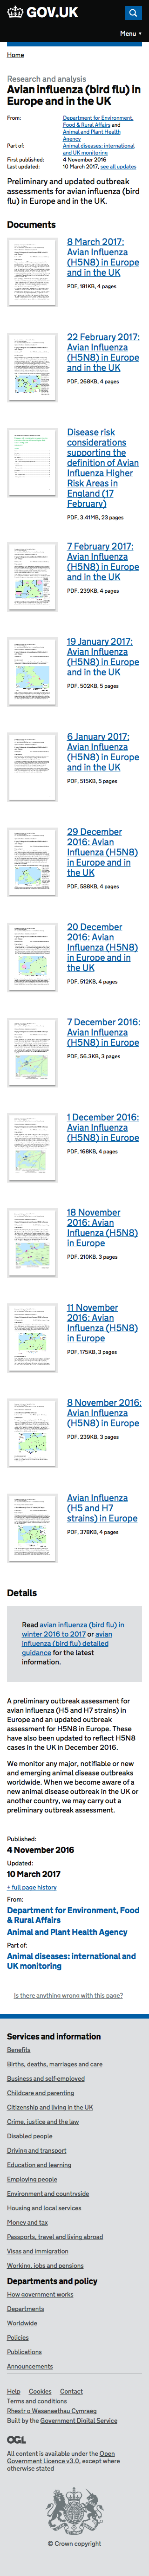 GOV.UK
Menu ▼
Home
Research and analysis
Avian influenza (bird flu) in
Europe and in the UK
From:
Department for Environment,
Food & Rural Affairs and
Animal and Plant Health
Agency
Part of:
Animal diseases: international
and UK monitoring
First published:
4 November 2016
Last updated:
10 March 2017, see all updates
Preliminary and updated outbreak
assessments for avian influenza (bird
flu) in Europe and in the UK.
Documents
8 March 2017:
Avian Influenza
(H5N8) in Europe
and in the UK
PDF, 181KB, 4 pages
22 February 2017:
Avian Influenza
(H5N8) in Europe
and in the UK
PDF, 268KB, 4 pages
Disease risk
considerations
supporting the
definition of Avian
Influenza Higher
Risk Areas in
England (17
February)
PDF, 3.41MB, 23 pages
7 February 2017:
Avian Influenza
(H5N8) in Europe
and in the UK
PDF, 239KB, 4 pages
19 January 2017:
Avian Influenza
(H5N8) in Europe
and in the UK
PDF, 502KB, 5 pages
6 January 2017:
Avian Influenza
(H5N8) in Europe
and in the UK
PDF, 515KB, 5 pages
29 December
2016: Avian
Influenza (H5N8)
in Europe and in
the UK
PDF, 588KB, 4 pages
20 December
2016: Avian
Influenza (H5N8)
in Europe and in
the UK
PDF, 512KB, 4 pages
7 December 2016:
Avian Influenza
(H5N8) in Europe
PDF, 56.3KB, 3 pages
1 December 2016:
Avian Influenza
(H5N8) in Europe
PDF, 168KB, 4 pages
18 November
2016: Avian
Influenza (H5N8)
in Europe
PDF, 210KB, 3 pages
11 November
2016: Avian
Influenza (H5N8)
in Europe
PDF, 175KB, 3 pages
8 November 2016:
Avian Influenza
(H5N8) in Europe
PDF, 239KB, 3 pages
Avian Influenza
(H5 and H7
strains) in Europe
PDF, 378KB, 4 pages
Details
Read avian influenza (bird flu) in
winter 2016 to 2017 or avian
influenza (bird flu) detailed
guidance for the latest
information.
A preliminary outbreak assessment for
avian influenza (H5 and H7 strains) in
Europe and an updated outbreak
assessment for H5N8 in Europe. There
have also been updated to reflect H5N8
cases in the UK in December 2016.
We monitor any major, notifiable or new
and emerging animal disease outbreaks
worldwide. When we become aware of a
new animal disease outbreak in the UK or
another country, we may carry out a
preliminary outbreak assessment.
Published:
4 November 2016
Updated:
10 March 2017
+ full page history
From:
Department for Environment, Food
& Rural Affairs
Animal and Plant Health Agency
Part of:
Animal diseases: international and
UK monitoring
Is there anything wrong with this page?
Services and information
Benefits
Births, deaths, marriages and care
Business and self-employed
Childcare and parenting
Citizenship and living in the UK
Crime, justice and the law
Disabled people
Driving and transport
Education and learning
Employing people
Environment and countryside
Housing and local services
Money and tax
Passports, travel and living abroad
Visas and immigration
Working, jobs and pensions
Departments and policy
How government works
Departments
Worldwide
Policies
Publications
Announcements
Help Cookies Contact
Terms and conditions
Rhestr o Wasanaethau Cymraeg
Built by the Government Digital Service
OGL
All content is available under the Open
Government Licence v3.0, except where
otherwise stated
© Crown copyright